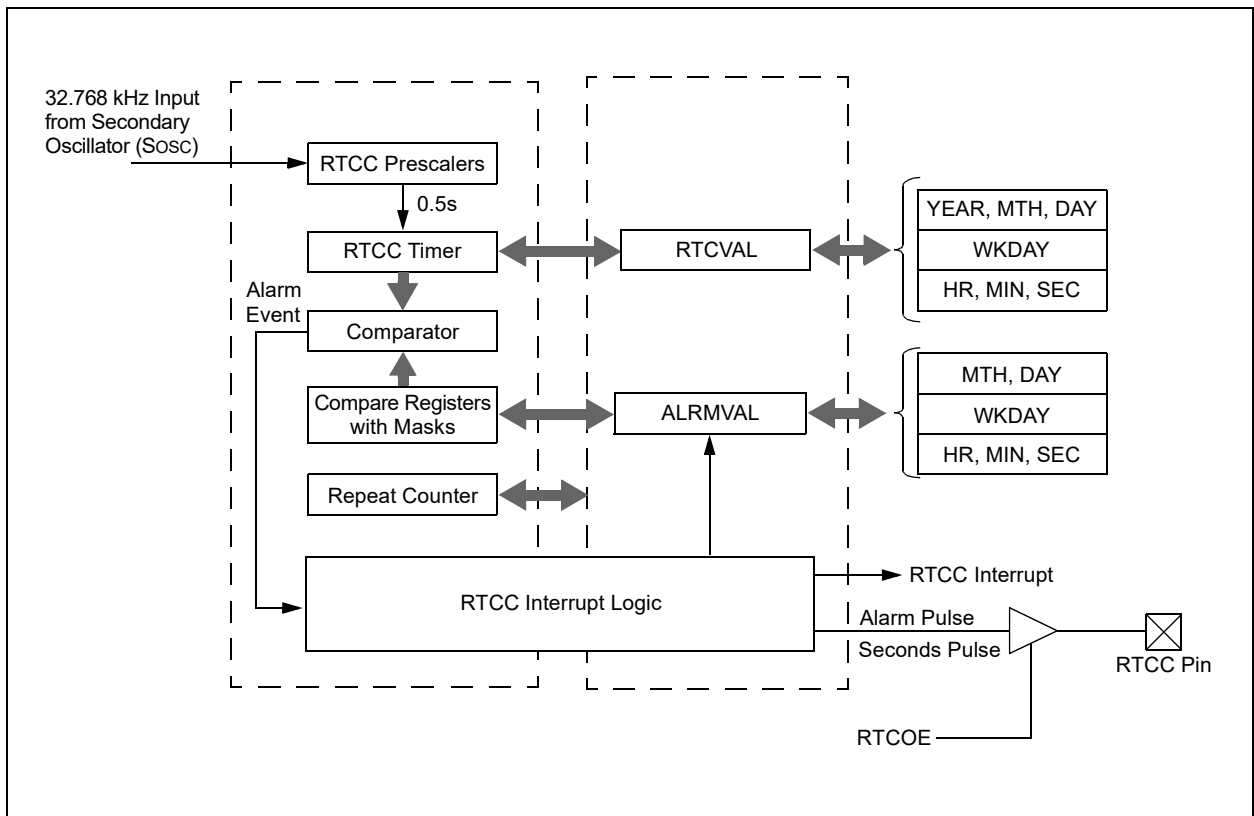 32.768 kHz Input
from Secondary
Oscillator (SOSC)
RTCC Prescalers
0.5s
RTCC Timer
RTCVAL
YEAR, MTH, DAY
WKDAY
HR, MIN, SEC
Alarm
Event
Comparator
Compare Registers
with Masks
ALRMVAL
MTH, DAY
WKDAY
HR, MIN, SEC
Repeat Counter
RTCC Interrupt Logic
RTCC Interrupt
Alarm Pulse
Seconds Pulse
RTCC Pin
RTCOE